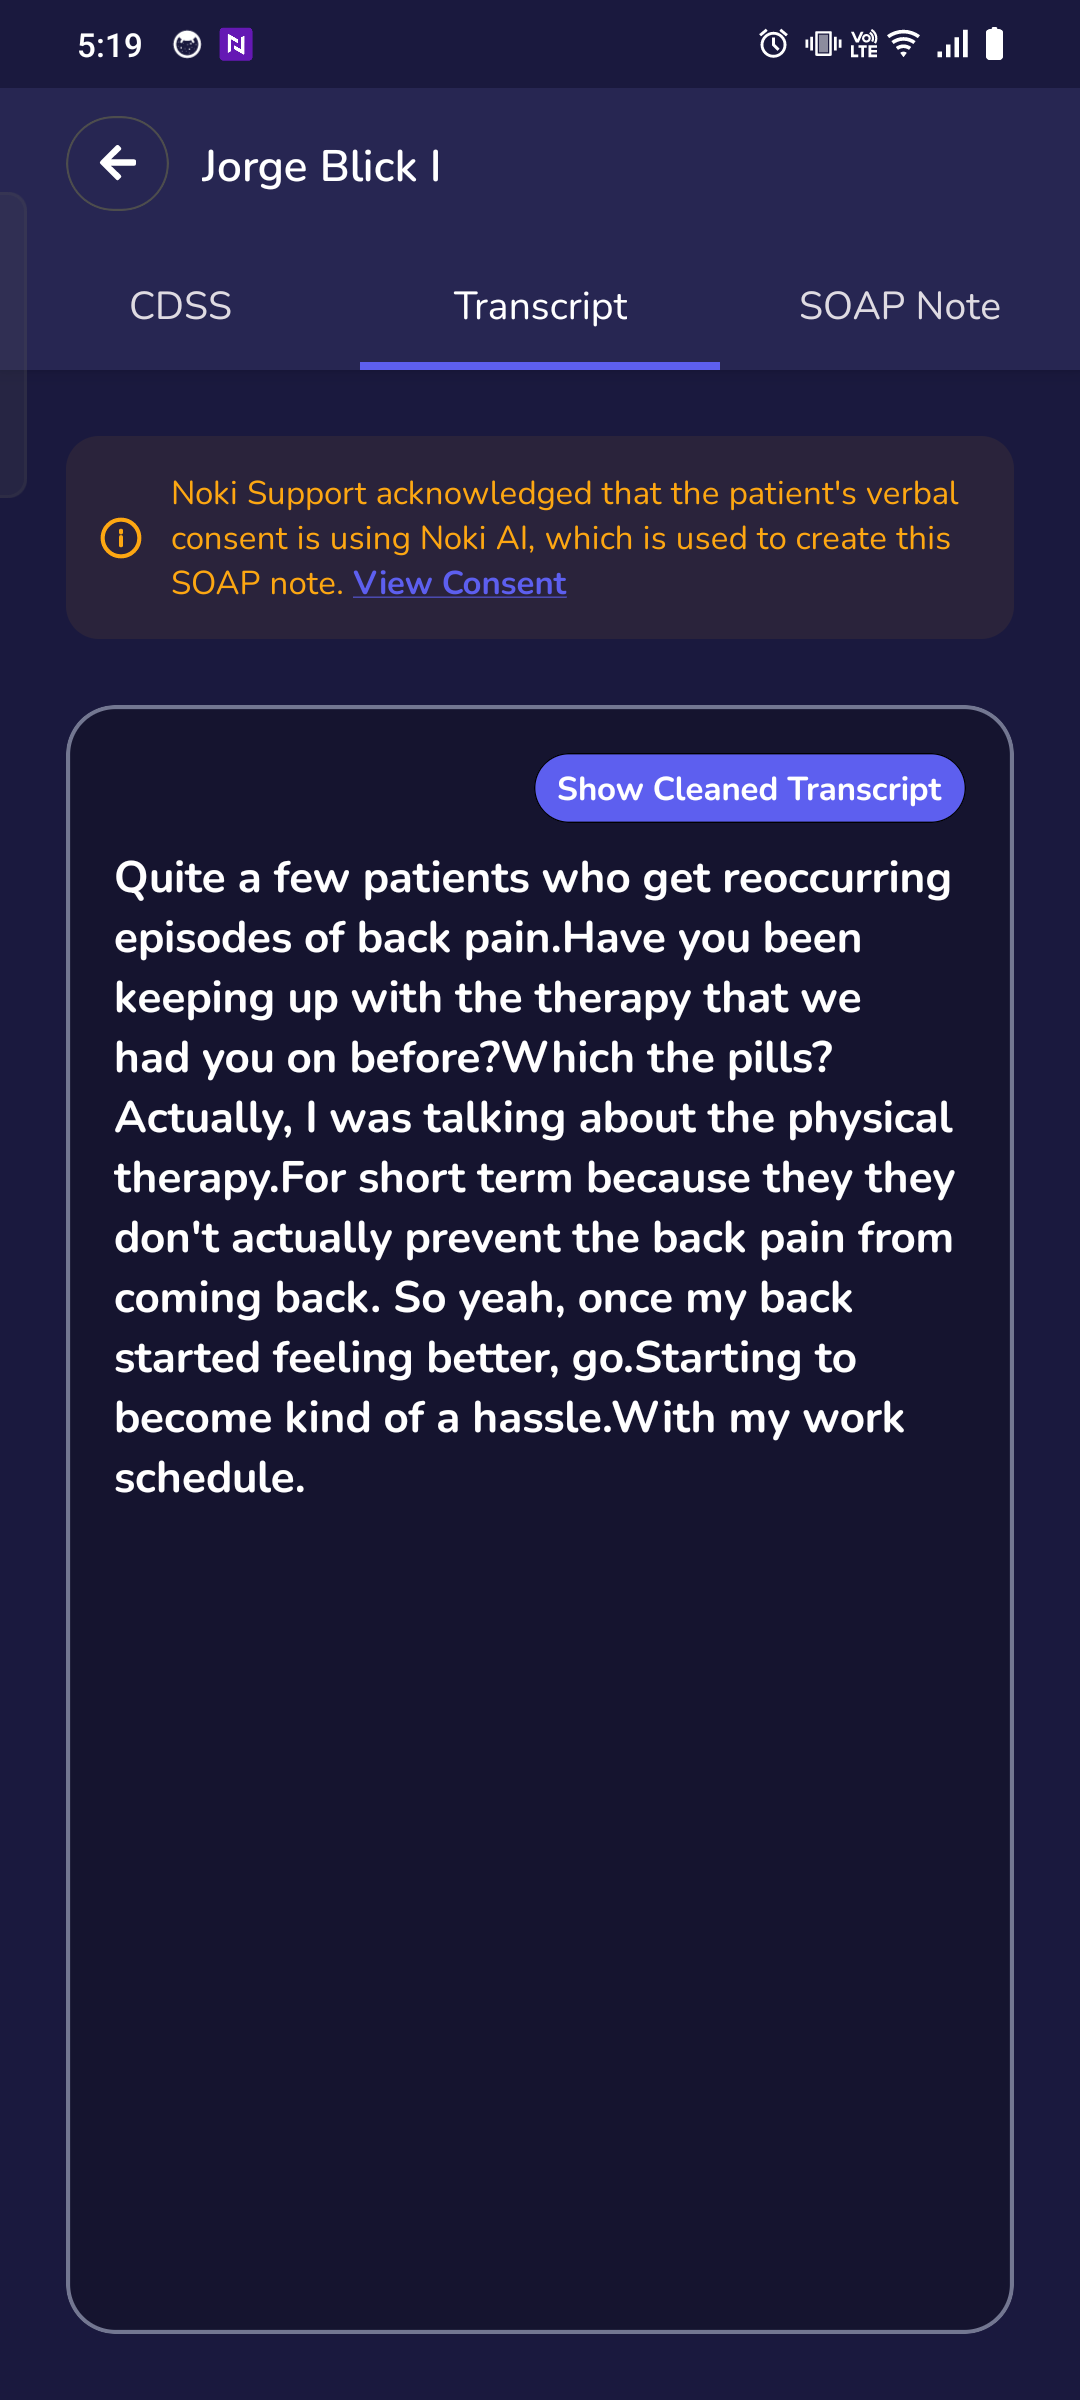 5:19
N
Vo)) LTE
Jorge Blick I
CDSS
Transcript
SOAP Note
Noki Support acknowledged that the patient's verbal
consent is using Noki AI, which is used to create this
SOAP note. View Consent
Show Cleaned Transcript
Quite a few patients who get reoccurring
episodes of back pain.Have you been
keeping up with the therapy that we
had you on before?Which the pills?
Actually, I was talking about the physical
therapy.For short term because they they
don't actually prevent the back pain from
coming back. So yeah, once my back
started feeling better, go.Starting to
become kind of a hassle.With my work
schedule.